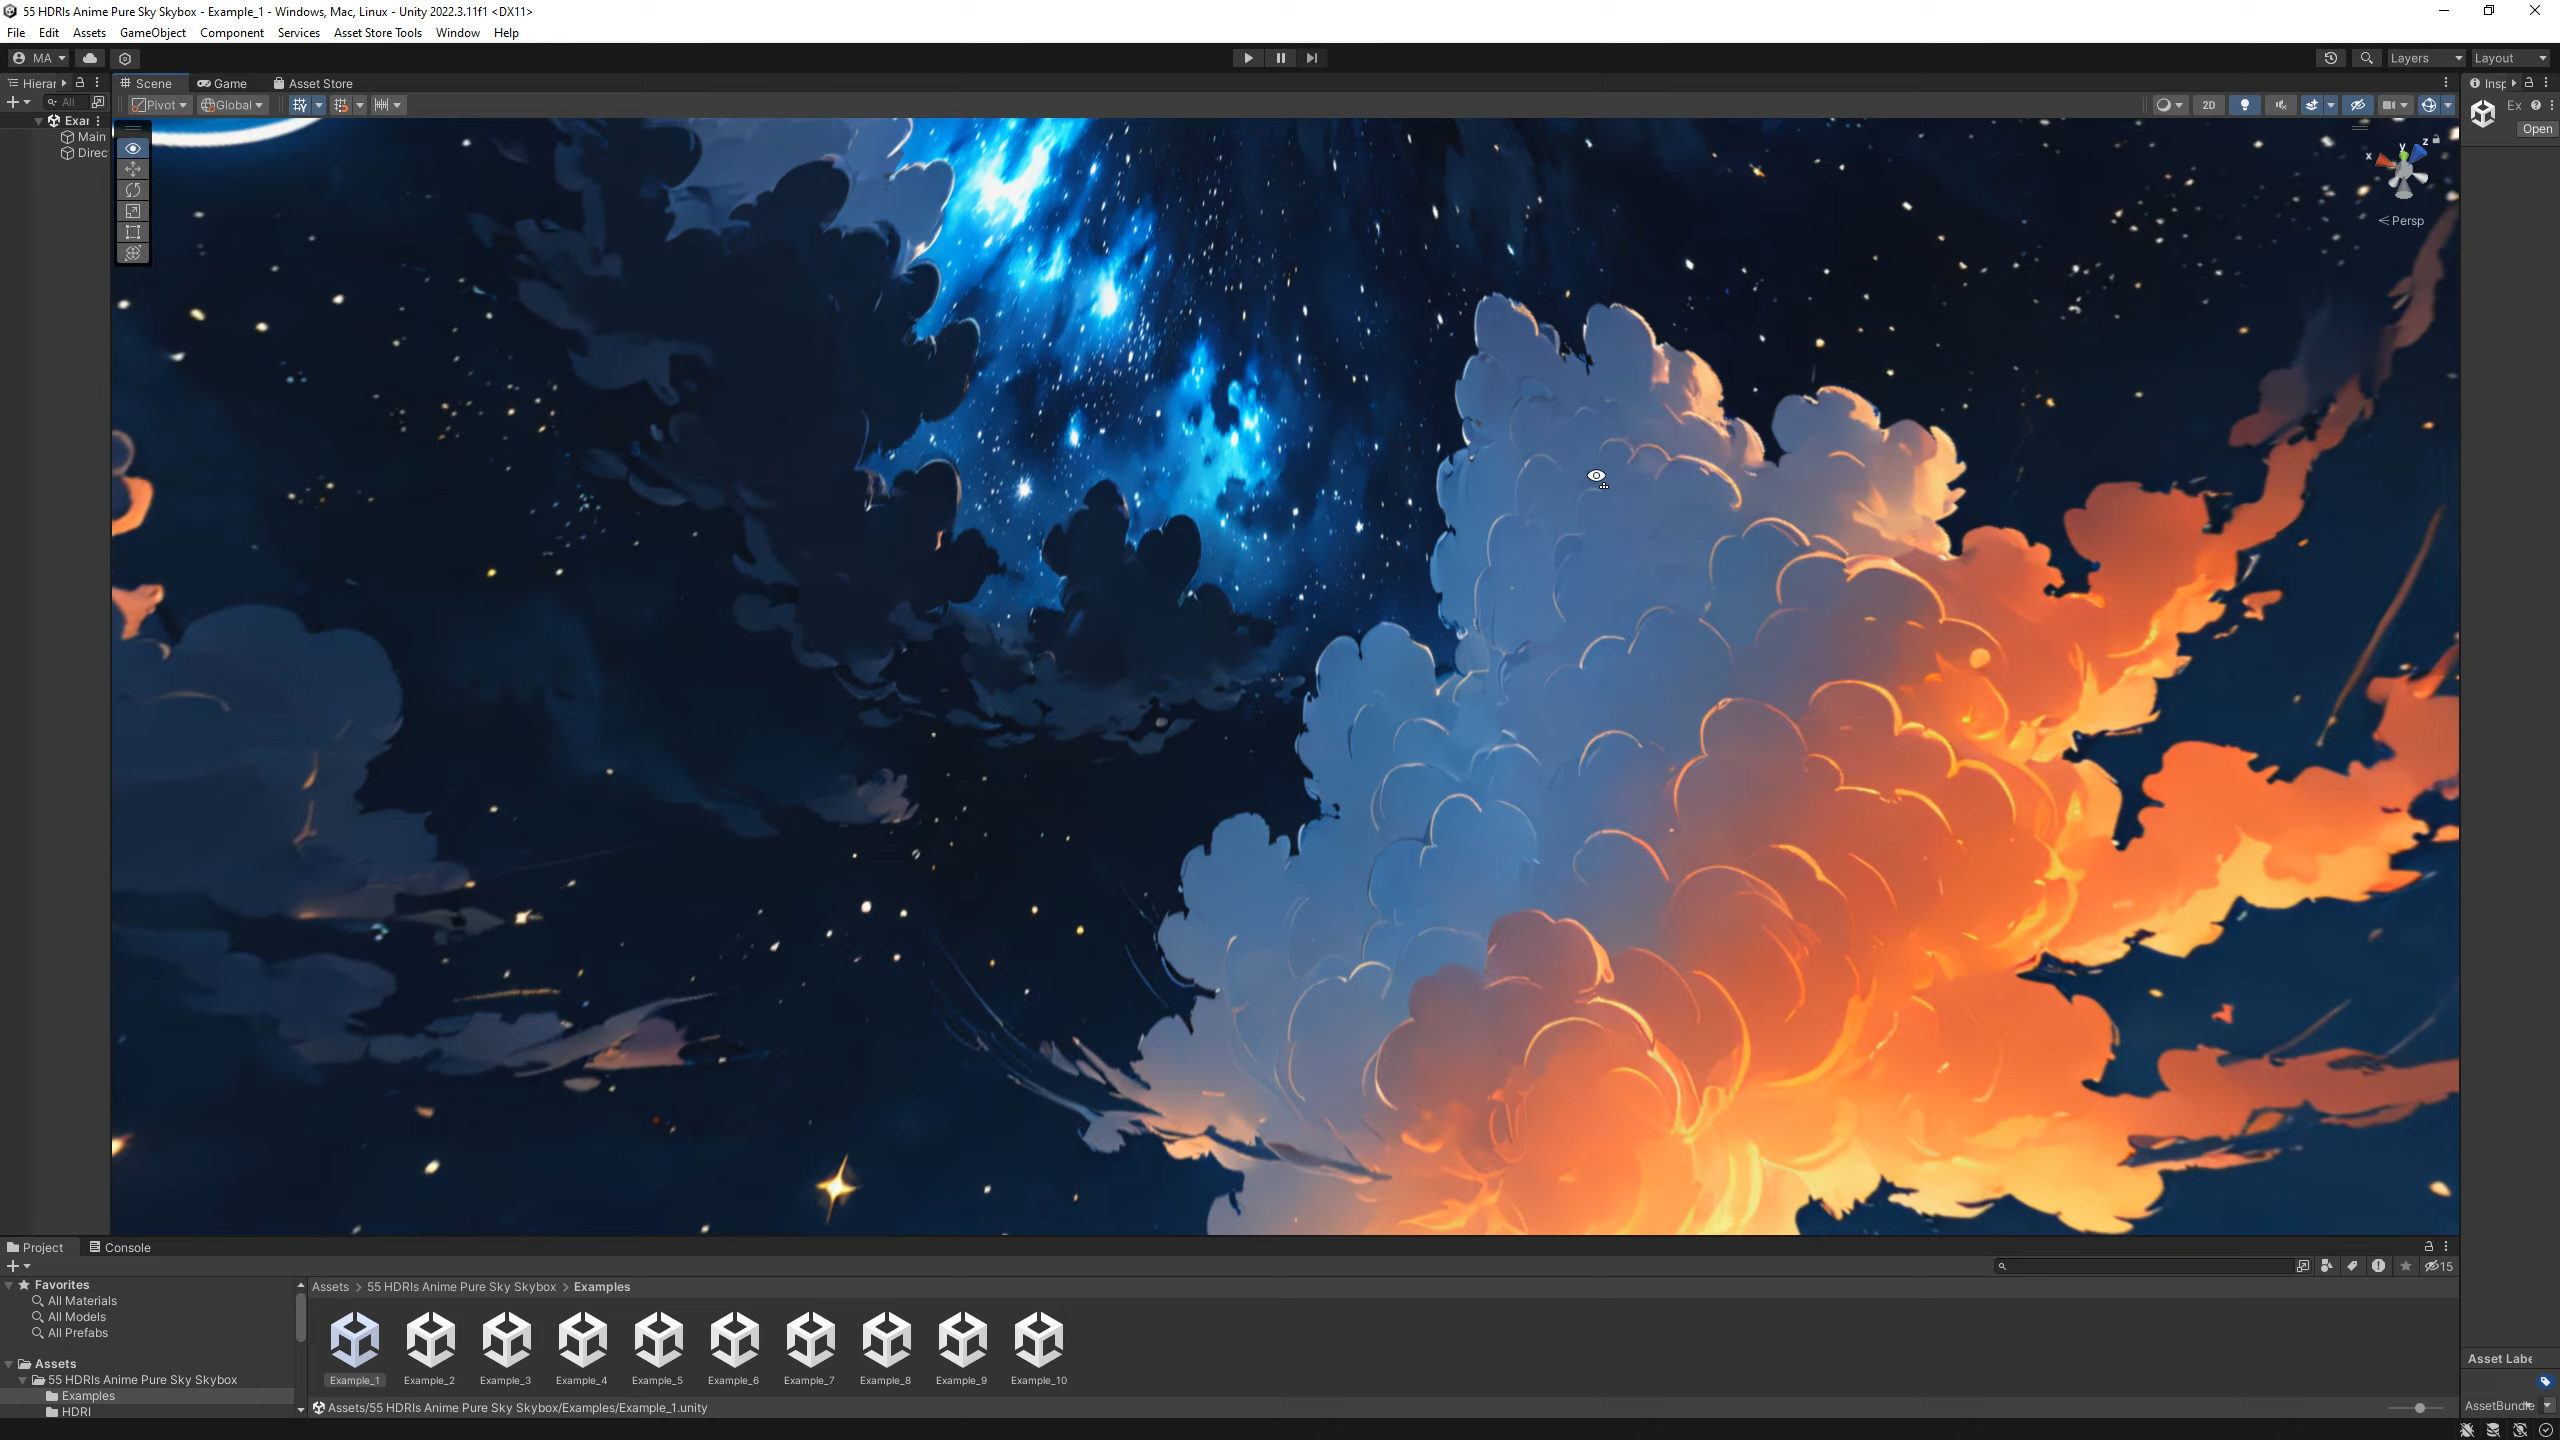 55 HDRIs Anime Pure Sky Skybox - Example_1 - Windows, Mac, Linux - Unity 2022.3.11f1 <DX11>
File Edit Assets GameObject Component Services Asset Store Tools Window Help
MA Layers Layout
Hierar Scene Game Asset Store Insp
All Pivot Global 2D Ex
Open
Exar
Main
Direc
x y z
Persp
Project Console
15
Favorites
All Materials
All Models
All Prefabs
Assets
55 HDRIs Anime Pure Sky Skybox
Examples
HDRI
Assets > 55 HDRIs Anime Pure Sky Skybox > Examples
Example_1 Example_2 Example_3 Example_4 Example_5 Example_6 Example_7 Example_8 Example_9 Example_10
Assets/55 HDRIs Anime Pure Sky Skybox/Examples/Example_1.unity
Asset Labe
AssetBundle